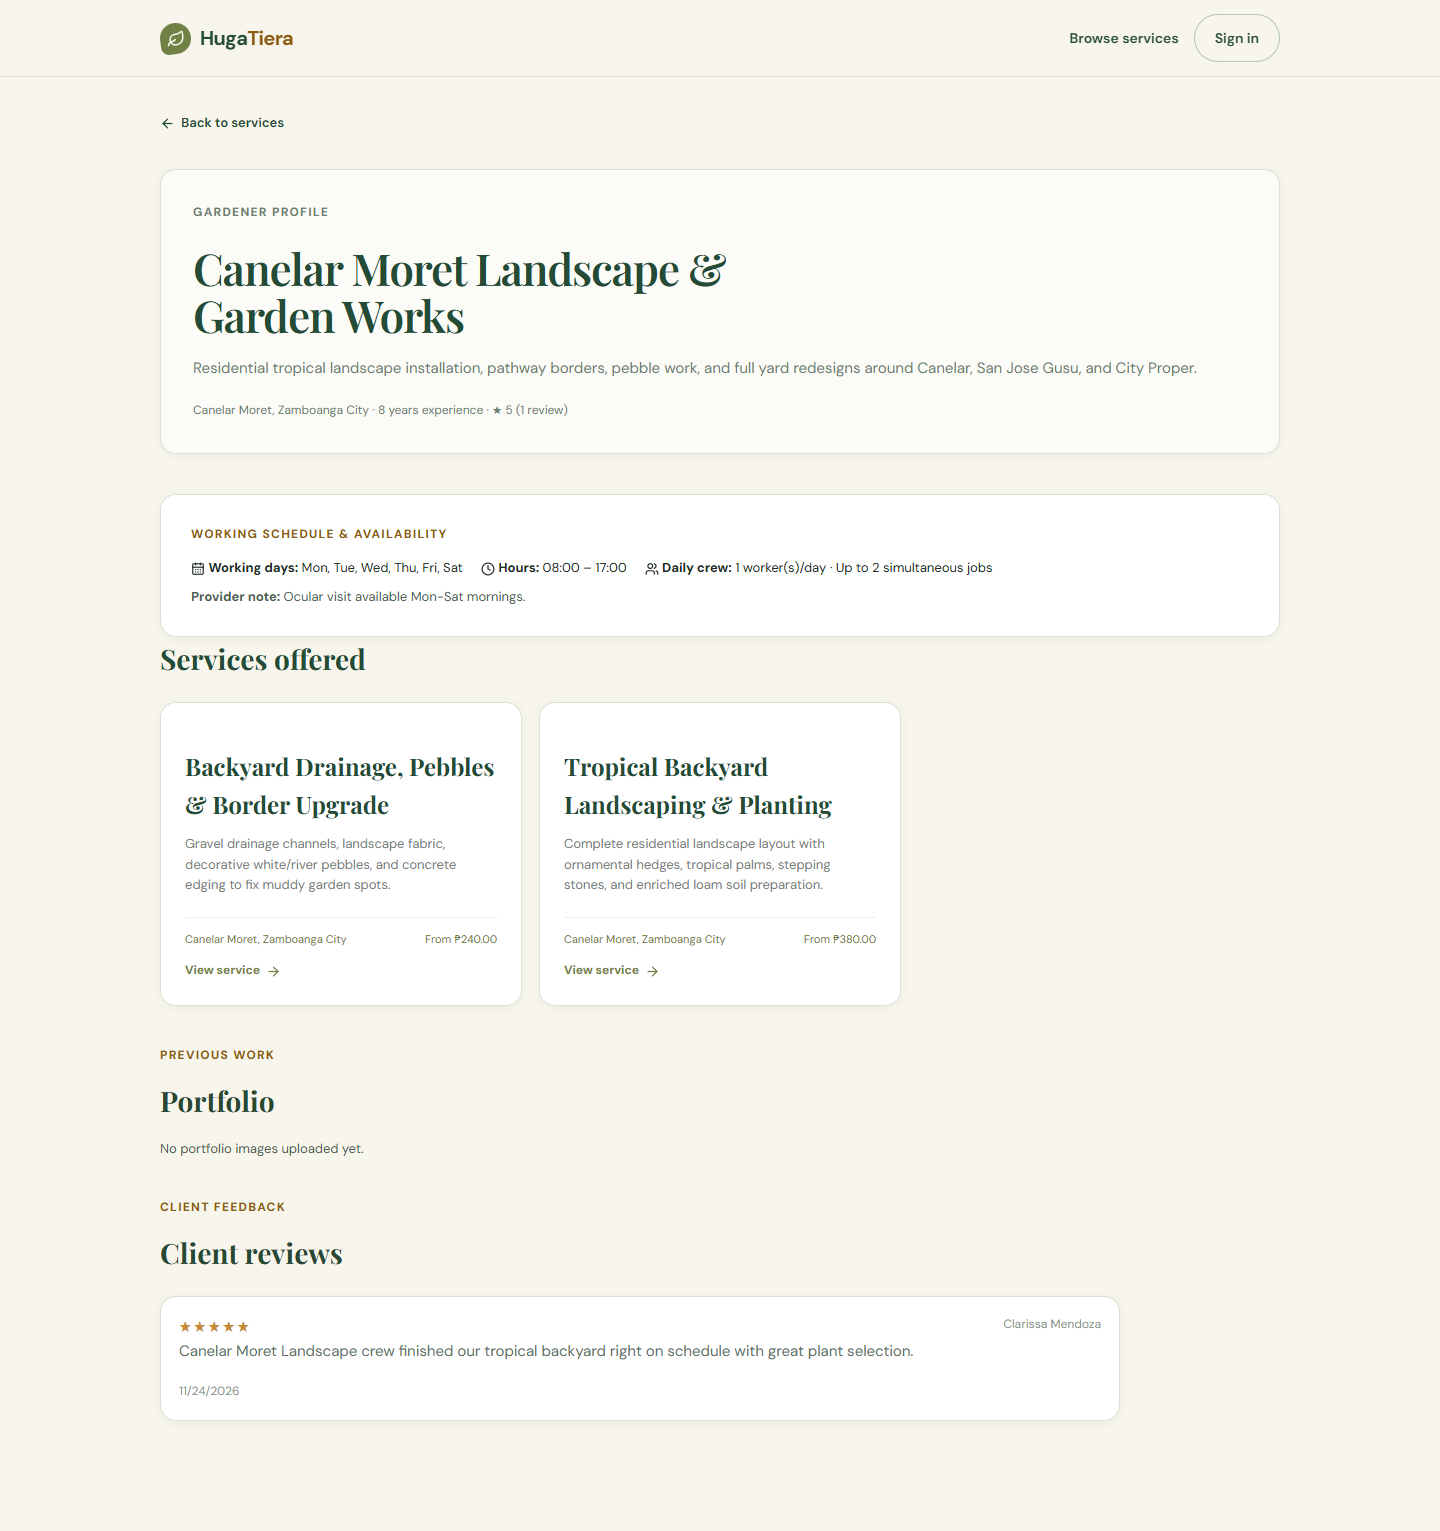 HugaTiera
Browse services
Sign in
← Back to services
GARDENER PROFILE
Canelar Moret Landscape &
Garden Works
Residential tropical landscape installation, pathway borders, pebble work, and full yard redesigns around Canelar, San Jose Gusu, and City Proper.
Canelar Moret, Zamboanga City · 8 years experience · ★ 5 (1 review)
WORKING SCHEDULE & AVAILABILITY
Working days: Mon, Tue, Wed, Thu, Fri, Sat Hours: 08:00 – 17:00 Daily crew: 1 worker(s)/day · Up to 2 simultaneous jobs
Provider note: Ocular visit available Mon-Sat mornings.
Services offered
Backyard Drainage, Pebbles
& Border Upgrade
Gravel drainage channels, landscape fabric,
decorative white/river pebbles, and concrete
edging to fix muddy garden spots.
Canelar Moret, Zamboanga City From ₱240.00
View service →
Tropical Backyard
Landscaping & Planting
Complete residential landscape layout with
ornamental hedges, tropical palms, stepping
stones, and enriched loam soil preparation.
Canelar Moret, Zamboanga City From ₱380.00
View service →
PREVIOUS WORK
Portfolio
No portfolio images uploaded yet.
CLIENT FEEDBACK
Client reviews
★★★★★ Clarissa Mendoza
Canelar Moret Landscape crew finished our tropical backyard right on schedule with great plant selection.
11/24/2026